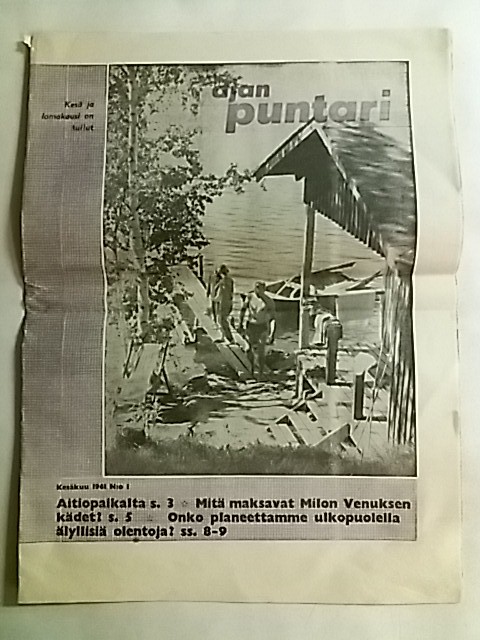 ajan
puntari
Kesä ja
lomakausi on
tullut
Kesäkuu 1961 N:o 1
Aitiopaikalta s. 3 Mitä maksavat Milon Venuksen
kädet? s. 5 Onko planeettamme ulkopuolella
älyllisiä olentoja? ss. 8-9